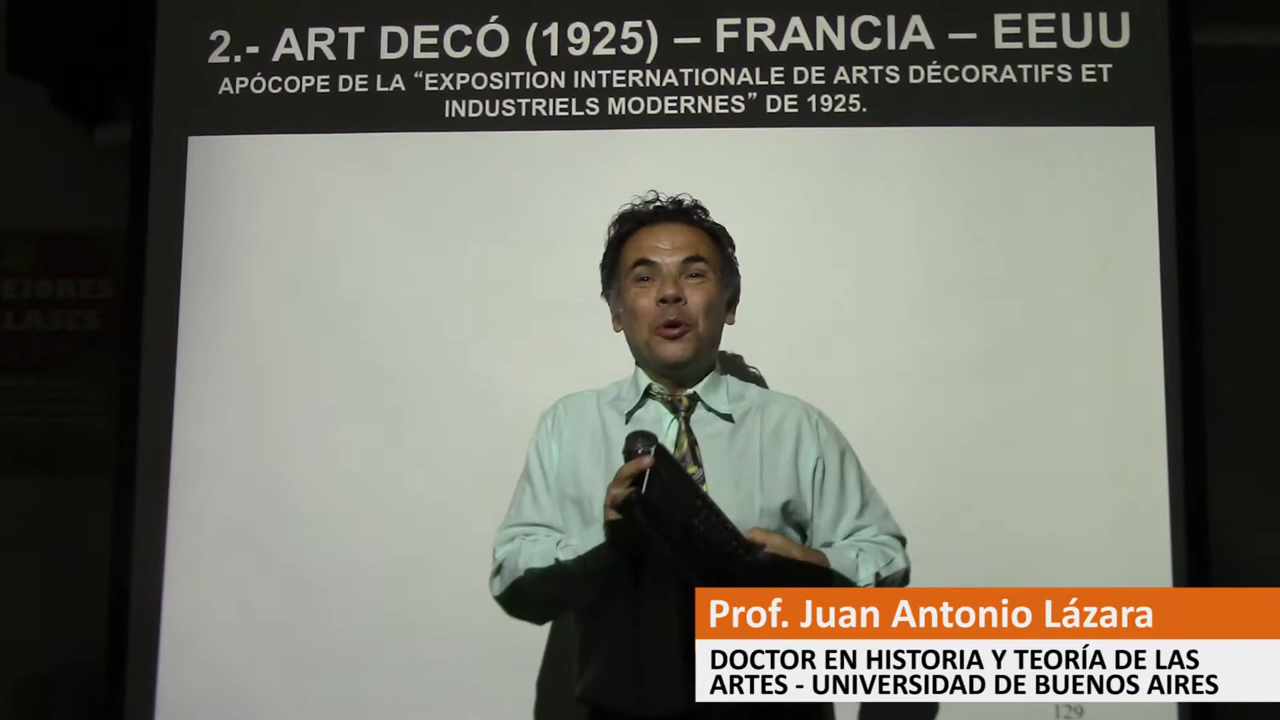 2.- ART DECÓ (1925) – FRANCIA – EEUU
APÓCOPE DE LA “EXPOSITION INTERNATIONALE DE ARTS DÉCORATIFS ET
INDUSTRIELS MODERNES” DE 1925.
Prof. Juan Antonio Lázara
DOCTOR EN HISTORIA Y TEORÍA DE LAS
ARTES - UNIVERSIDAD DE BUENOS AIRES
129